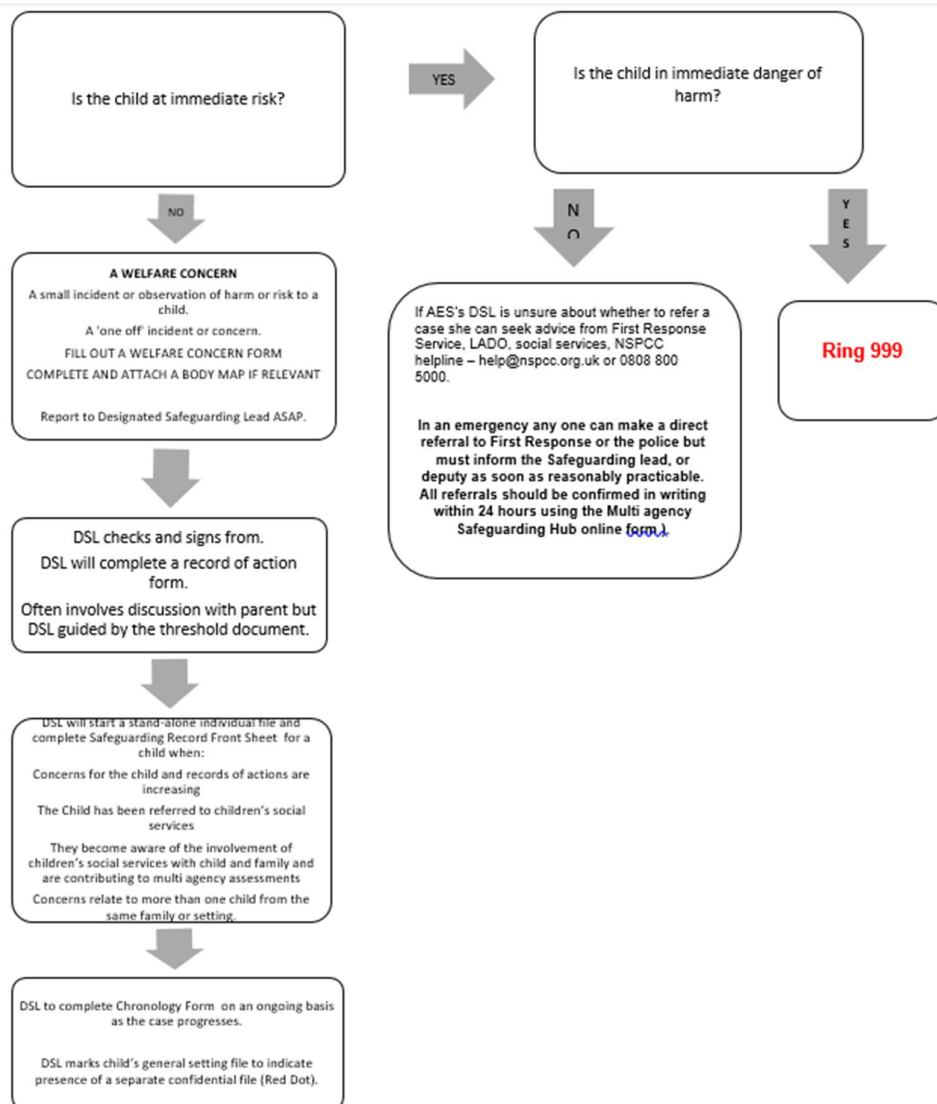 Is the child at immediate risk?
YES
Is the child in immediate danger of
harm?
NO
N
O
Y
E
S
A WELFARE CONCERN
A small incident or observation of harm or risk to a
child.
A 'one off' incident or concern.
FILL OUT A WELFARE CONCERN FORM
COMPLETE AND ATTACH A BODY MAP IF RELEVANT
Report to Designated Safeguarding Lead ASAP.
If AES's DSL is unsure about whether to refer a
case she can seek advice from First Response
Service, LADO, social services, NSPCC
helpline – help@nspcc.org.uk or 0808 800
5000.
In an emergency any one can make a direct
referral to First Response or the police but
must inform the Safeguarding lead, or
deputy as soon as reasonably practicable.
All referrals should be confirmed in writing
within 24 hours using the Multi agency
Safeguarding Hub online form.)
Ring 999
DSL checks and signs from.
DSL will complete a record of action
form.
Often involves discussion with parent but
DSL guided by the threshold document.
DSL will start a stand-alone individual file and
complete Safeguarding Record Front Sheet for a
child when:
Concerns for the child and records of actions are
increasing
The Child has been referred to children's social
services
They become aware of the involvement of
children's social services with child and family and
are contributing to multi agency assessments
Concerns relate to more than one child from the
same family or setting.
DSL to complete Chronology Form on an ongoing basis
as the case progresses.
DSL marks child's general setting file to indicate
presence of a separate confidential file (Red Dot).